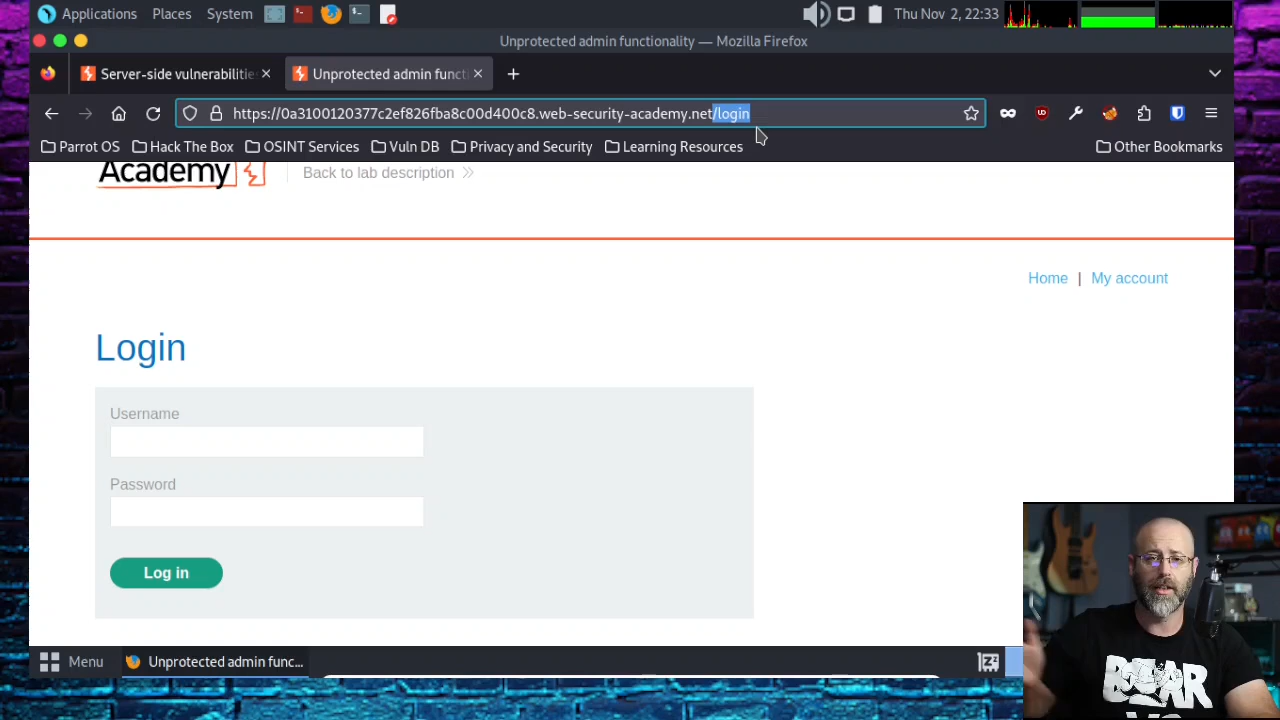 Applications Places System Thu Nov 2, 22:33
Unprotected admin functionality — Mozilla Firefox
Server-side vulnerabilities Unprotected admin funct
https://0a3100120377c2ef826fba8c00d400c8.web-security-academy.net/login
Parrot OS Hack The Box OSINT Services Vuln DB Privacy and Security Learning Resources Other Bookmarks
Academy Back to lab description
Home | My account
Login
Username
Password
Log in
Menu Unprotected admin func...
BEAR